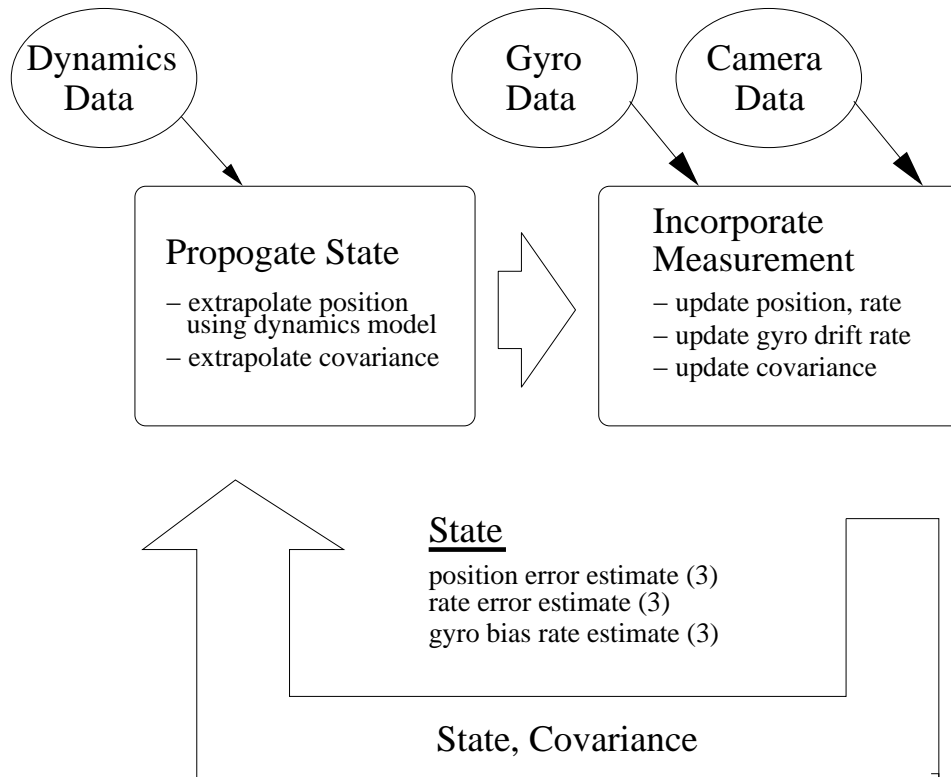 Dynamics
Data
Gyro
Data
Camera
Data
Propogate State
– extrapolate position
using dynamics model
– extrapolate covariance
Incorporate
Measurement
– update position, rate
– update gyro drift rate
– update covariance
State
position error estimate (3)
rate error estimate (3)
gyro bias rate estimate (3)
State, Covariance